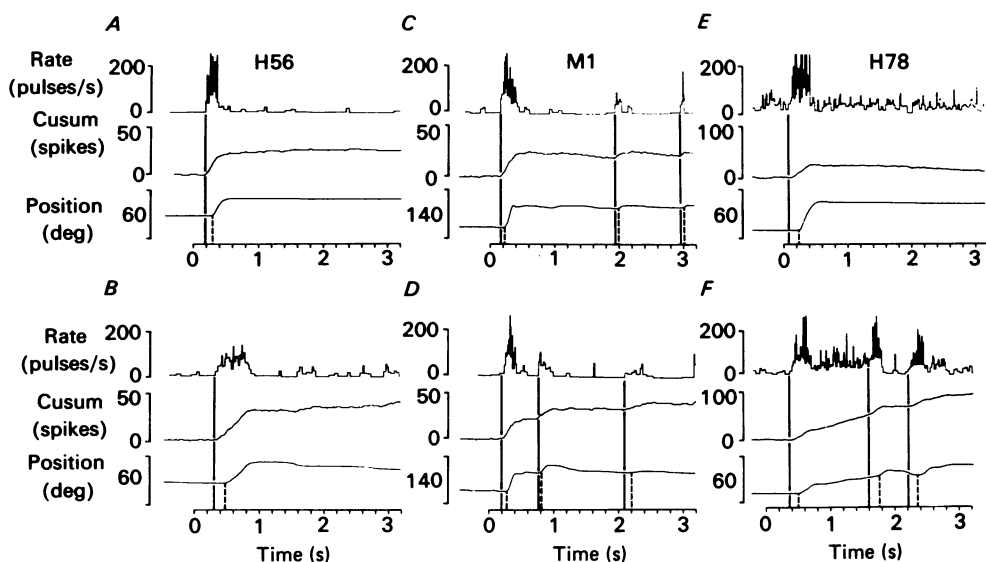 A
C
E
Rate
(pulses/s)
200
0
H56
200
0
M1
200
0
H78
Cusum
(spikes)
50
0
50
0
100
0
Position
(deg)
60
140
60
0 1 2 3
0 1 2 3
0 1 2 3
B
D
F
Rate
(pulses/s)
200
0
200
0
200
0
Cusum
(spikes)
50
0
50
0
100
0
Position
(deg)
60
140
60
0 1 2 3
0 1 2 3
0 1 2 3
Time (s)
Time (s)
Time (s)